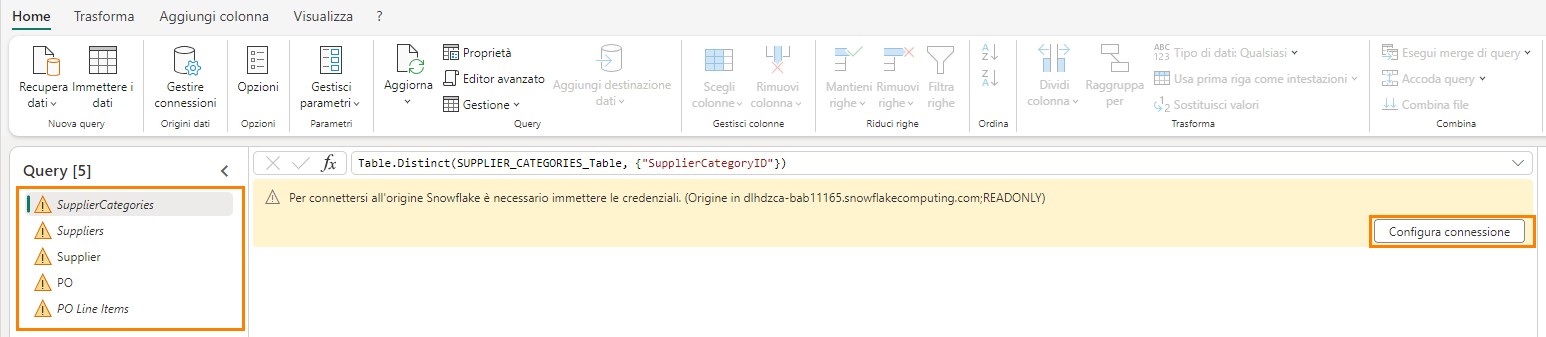 Home Trasforma Aggiungi colonna Visualizza ?
Recupera dati
Immettere i dati
Nuova query
Gestire connessioni
Origini dati
Opzioni
Opzioni
Gestisci parametri
Parametri
Aggiorna
Proprietà
Editor avanzato
Gestione
Aggiungi destinazione dati
Query
Scegli colonne
Rimuovi colonna
Gestisci colonne
Mantieni righe
Rimuovi righe
Filtra righe
Riduci righe
A
Z
Z
A
Ordina
Dividi colonna
Raggruppa per
ABC
123
Tipo di dati: Qualsiasi
Usa prima riga come intestazioni
1
2
Sostituisci valori
Trasforma
Esegui merge di query
Accoda query
Combina file
Combina
Query [5]
SupplierCategories
Suppliers
Supplier
PO
PO Line Items
fx
Table.Distinct(SUPPLIER_CATEGORIES_Table, {"SupplierCategoryID"})
Per connettersi all'origine Snowflake è necessario immettere le credenziali. (Origine in dlhdzca-bab11165.snowflakecomputing.com;READONLY)
Configura connessione